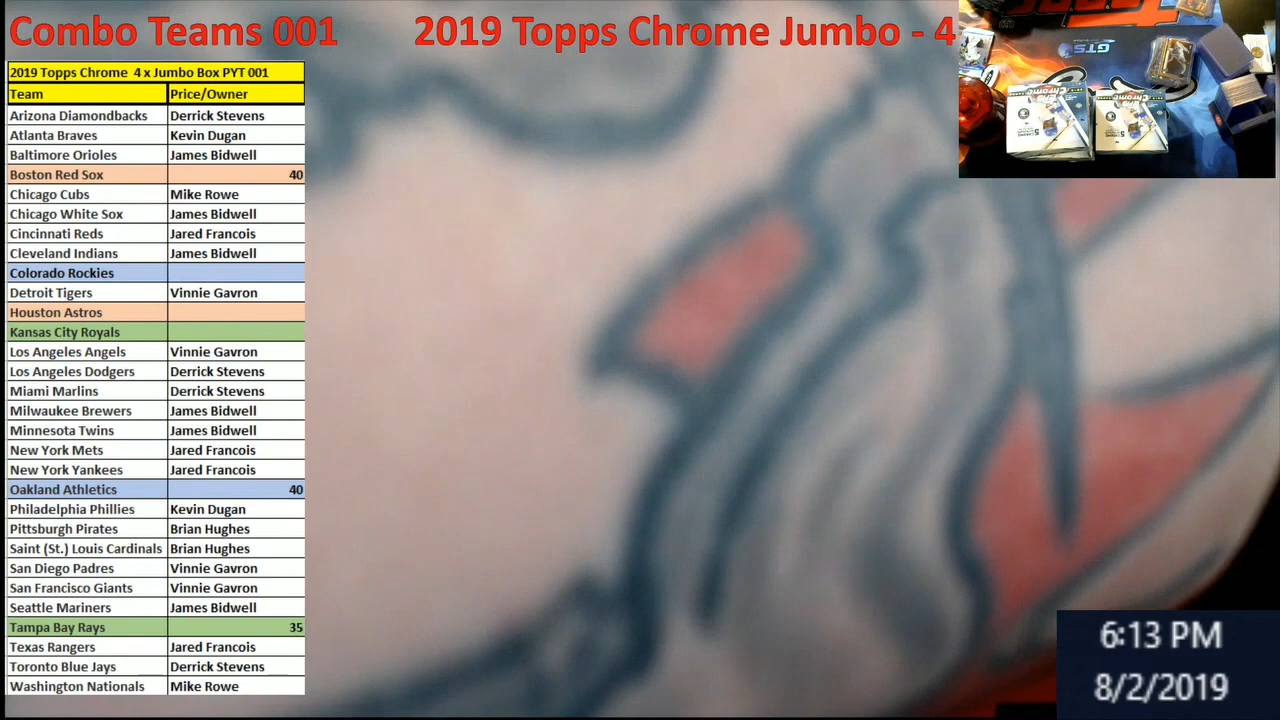 Combo Teams 001 2019 Topps Chrome Jumbo - 4
2019 Topps Chrome 4 x Jumbo Box PYT 001
Team Price/Owner
Arizona Diamondbacks Derrick Stevens
Atlanta Braves Kevin Dugan
Baltimore Orioles James Bidwell
Boston Red Sox 40
Chicago Cubs Mike Rowe
Chicago White Sox James Bidwell
Cincinnati Reds Jared Francois
Cleveland Indians James Bidwell
Colorado Rockies
Detroit Tigers Vinnie Gavron
Houston Astros
Kansas City Royals
Los Angeles Angels Vinnie Gavron
Los Angeles Dodgers Derrick Stevens
Miami Marlins Derrick Stevens
Milwaukee Brewers James Bidwell
Minnesota Twins James Bidwell
New York Mets Jared Francois
New York Yankees Jared Francois
Oakland Athletics 40
Philadelphia Phillies Kevin Dugan
Pittsburgh Pirates Brian Hughes
Saint (St.) Louis Cardinals Brian Hughes
San Diego Padres Vinnie Gavron
San Francisco Giants Vinnie Gavron
Seattle Mariners James Bidwell
Tampa Bay Rays 35
Texas Rangers Jared Francois
Toronto Blue Jays Derrick Stevens
Washington Nationals Mike Rowe
GTS
6:13 PM
8/2/2019